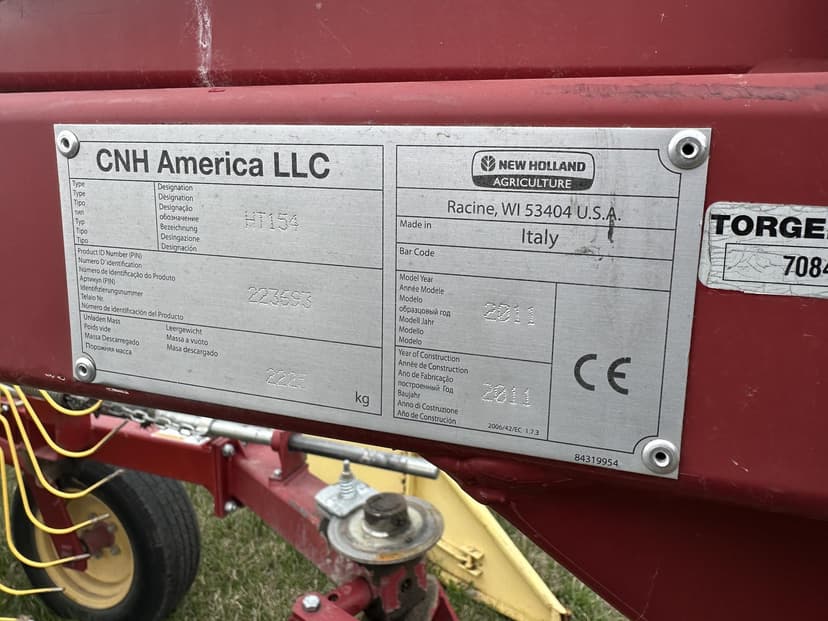 CNH America LLC
Type
Type
Tipo
тип
Typ
Tipo
Tipo
Designation
Désignation
Designação
обозначение
Bezeichnung
Designazione
Designación
HT154
Product ID Number (PIN)
Numero D'identification
Número de Identificação do Produto
Артикул (PIN)
Identifizierungsnummer
Telaio Nr.
Número de identificación del Producto
223693
Unladen Mass
Poids vide
Massa Descarregado
Порожняя масса
Leergewicht
Massa a vuoto
Masa descargado
kg
NEW HOLLAND
AGRICULTURE
Racine, WI 53404 U.S.A.
Made in
Italy
Bar Code
Model Year
Année Modele
Modelo
образцовый год
Modell Jahr
Modello
Modelo
2011
Year of Construction
Année de Construction
Ano de Fabricação
построенный Год
Baujahr
Anno di Costruzione
Año de Construción
2011
2006/42/EC 1.7.3
CE
84319954
TORGE
7084